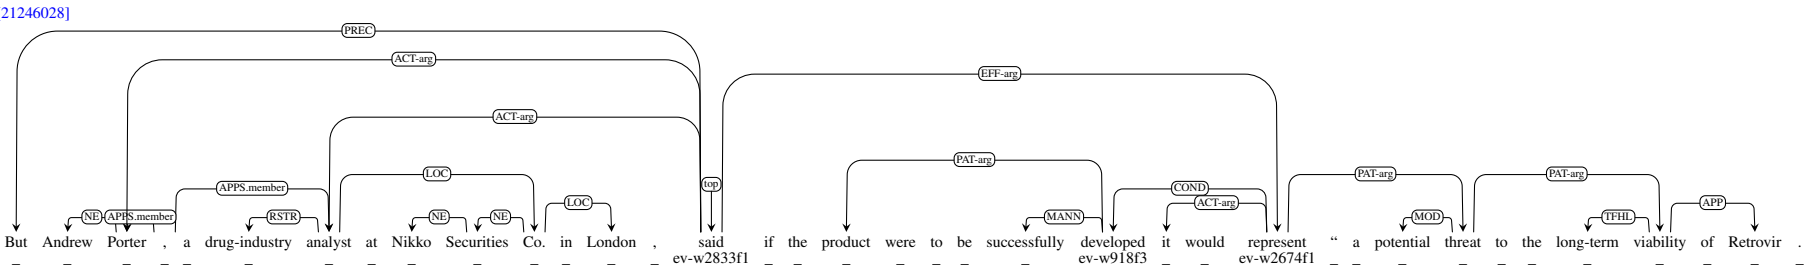 21246028]
PREC
ACT-arg
EFF-arg
ACT-arg
PAT-arg
LOC PAT-arg PAT-arg
top
APPS.member COND
LOC ACT-arg APP
NE APPS.member RSTR NE NE MANN MOD TFHL
But Andrew Porter , a drug-industry analyst at Nikko Securities Co. in London , said if the product were to be successfully developed it would represent “ a potential threat to the long-term viability of Retrovir .
_ _ _ _ _ _ _ _ _ _ _ _ _ _ ev-w2833f1 _ _ _ _ _ _ _ ev-w918f3 _ _ ev-w2674f1 _ _ _ _ _ _ _ _ _ _ _